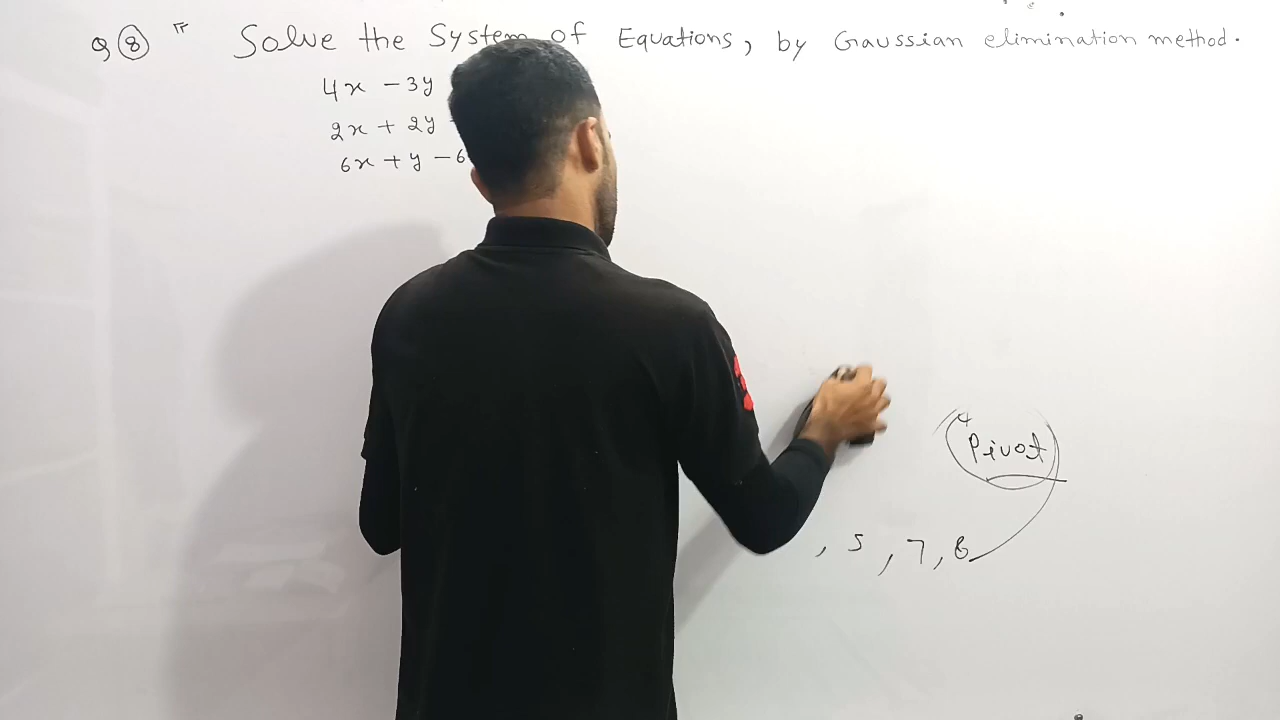 Q ⑧ " Solve the System of Equations, by Gaussian elimination method.
4x - 3y
2x + 2y
6x + y - 6
Pivot
, 5, 7, 8